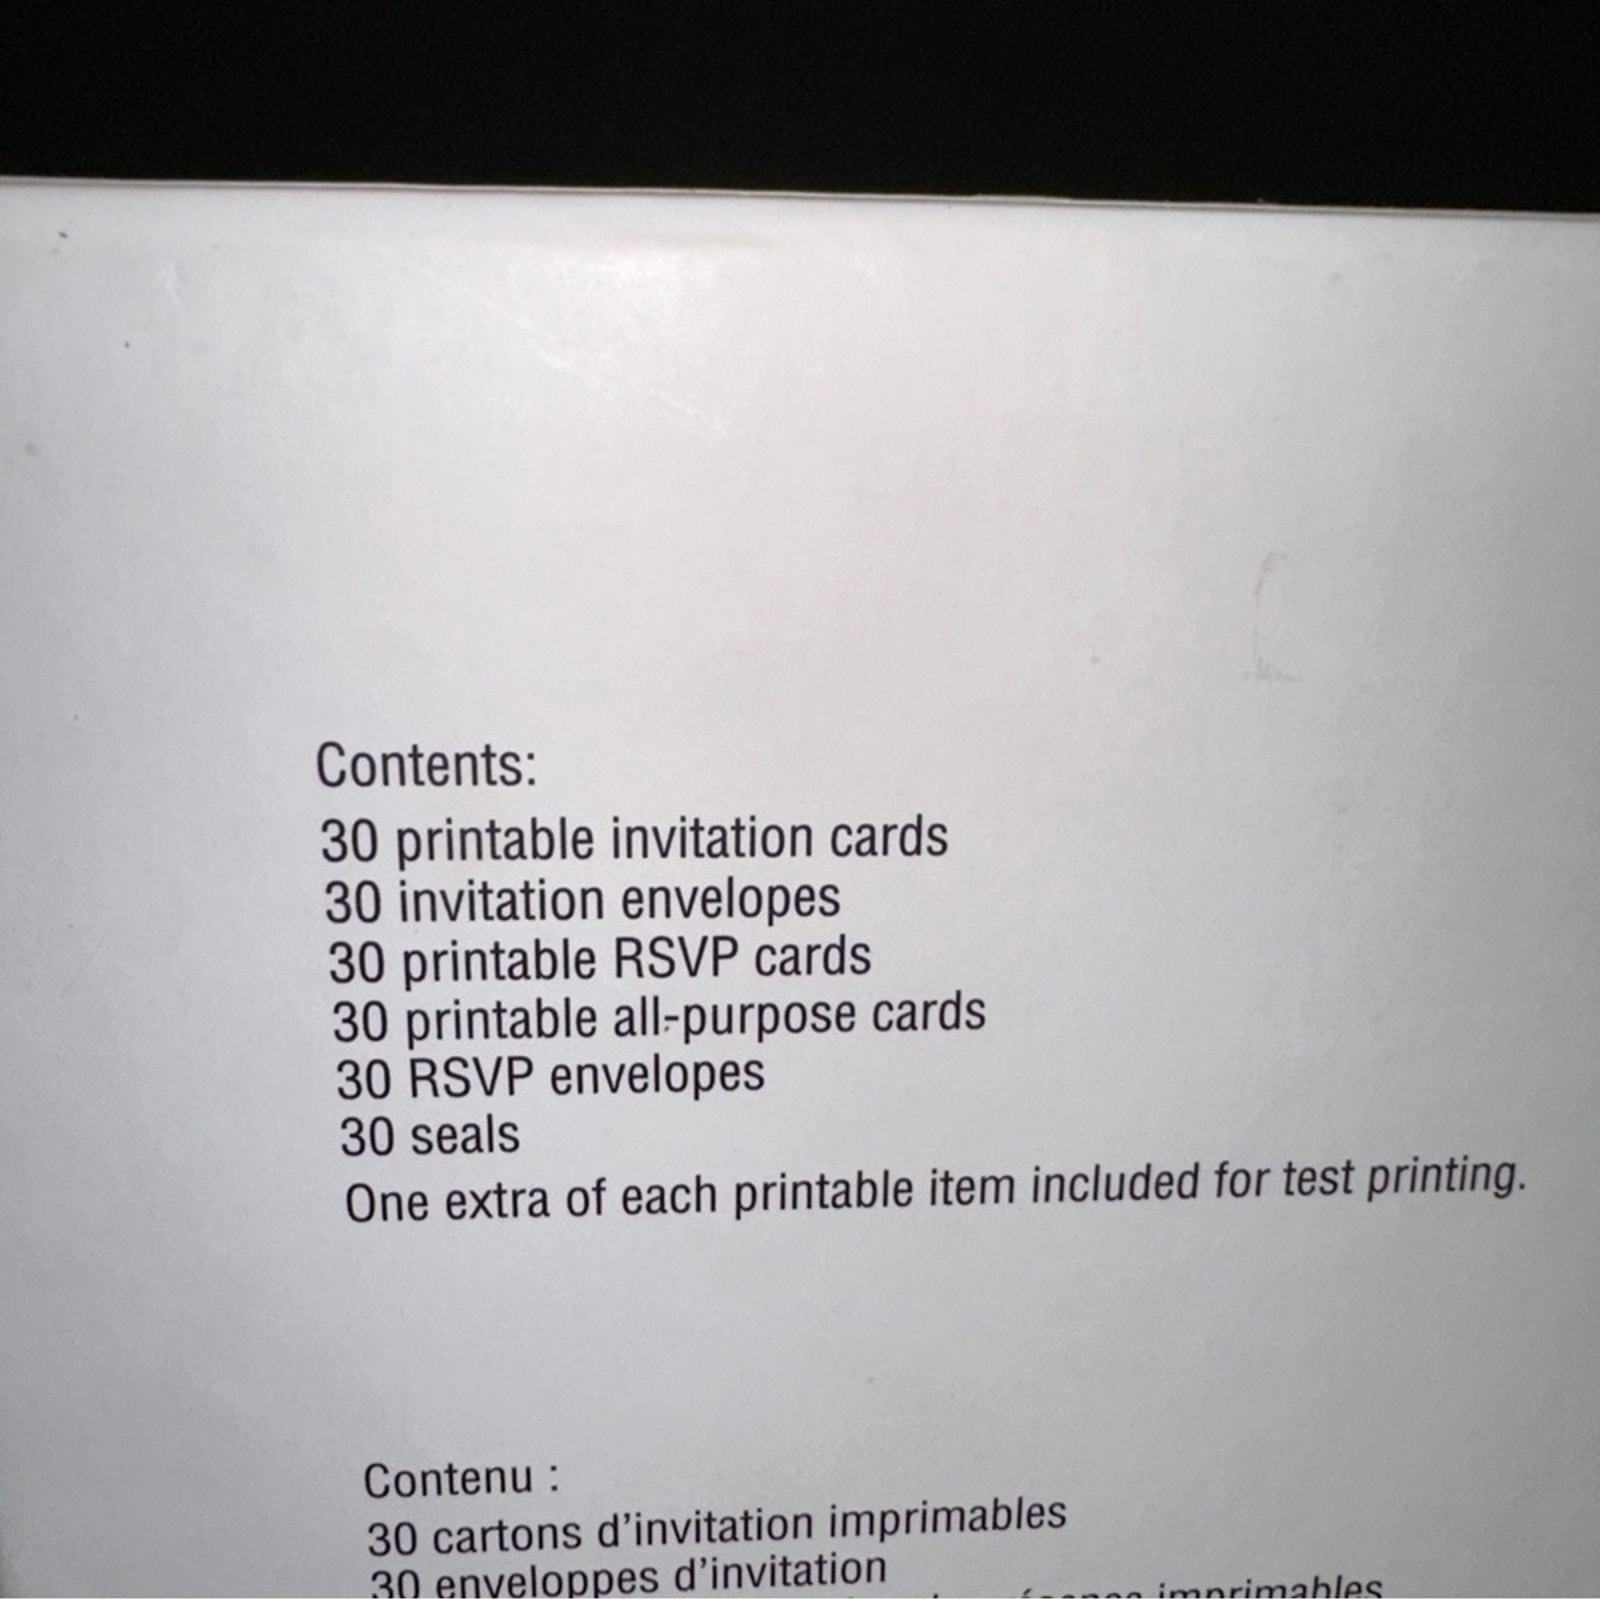 Contents:
30 printable invitation cards
30 invitation envelopes
30 printable RSVP cards
30 printable all-purpose cards
30 RSVP envelopes
30 seals
One extra of each printable item included for test printing.
Contenu :
30 cartons d'invitation imprimables
30 enveloppes d'invitation
imprimables